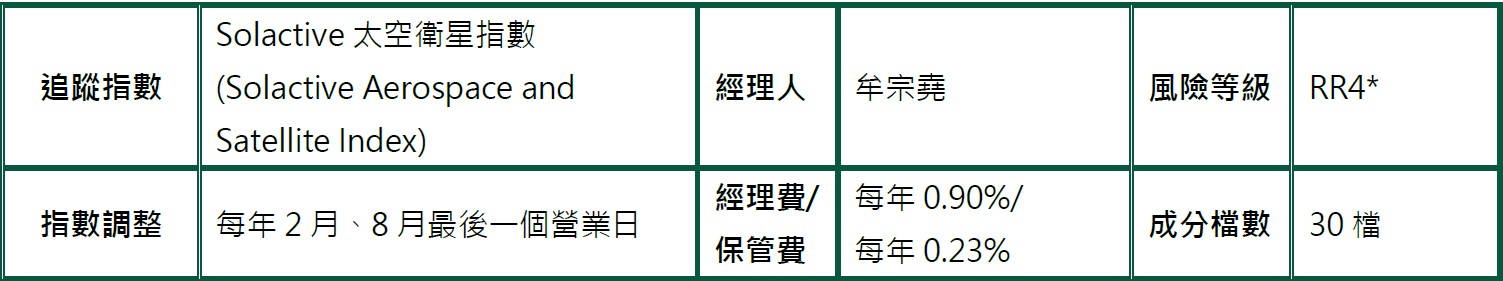 追蹤指數
Solactive 太空衛星指數
(Solactive Aerospace and
Satellite Index)
經理人
牟宗堯
風險等級
RR4*
指數調整
每年 2 月、8 月最後一個營業日
經理費/
保管費
每年 0.90%/
每年 0.23%
成分檔數
30 檔